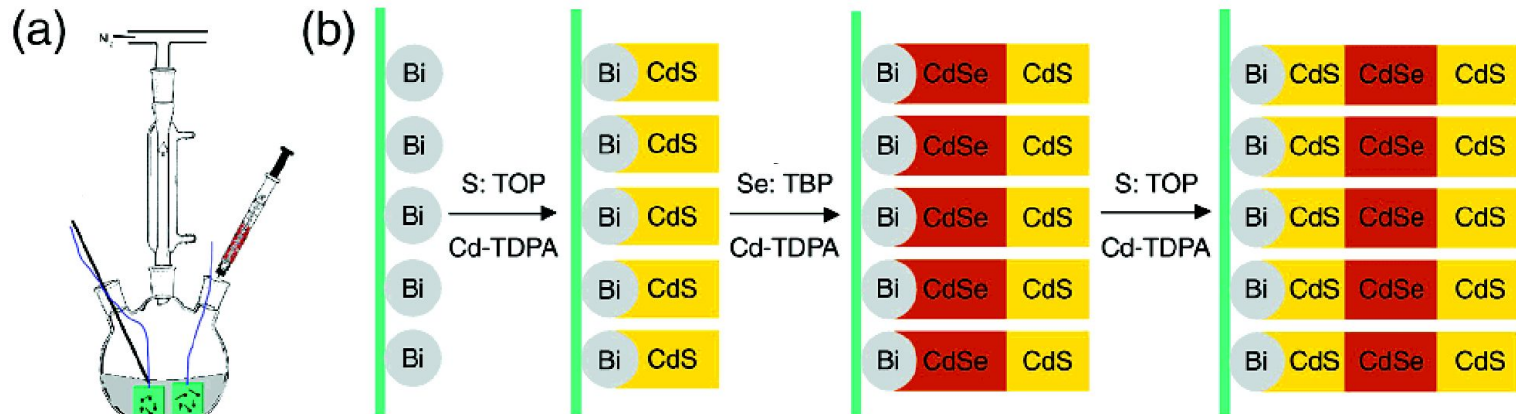 (a)
N2
(b)
Bi
Bi
Bi
Bi
Bi
S: TOP
Cd-TDPA
Bi CdS
Bi CdS
Bi CdS
Bi CdS
Bi CdS
Se: TBP
Cd-TDPA
Bi CdSe CdS
Bi CdSe CdS
Bi CdSe CdS
Bi CdSe CdS
Bi CdSe CdS
S: TOP
Cd-TDPA
Bi CdS CdSe CdS
Bi CdS CdSe CdS
Bi CdS CdSe CdS
Bi CdS CdSe CdS
Bi CdS CdSe CdS